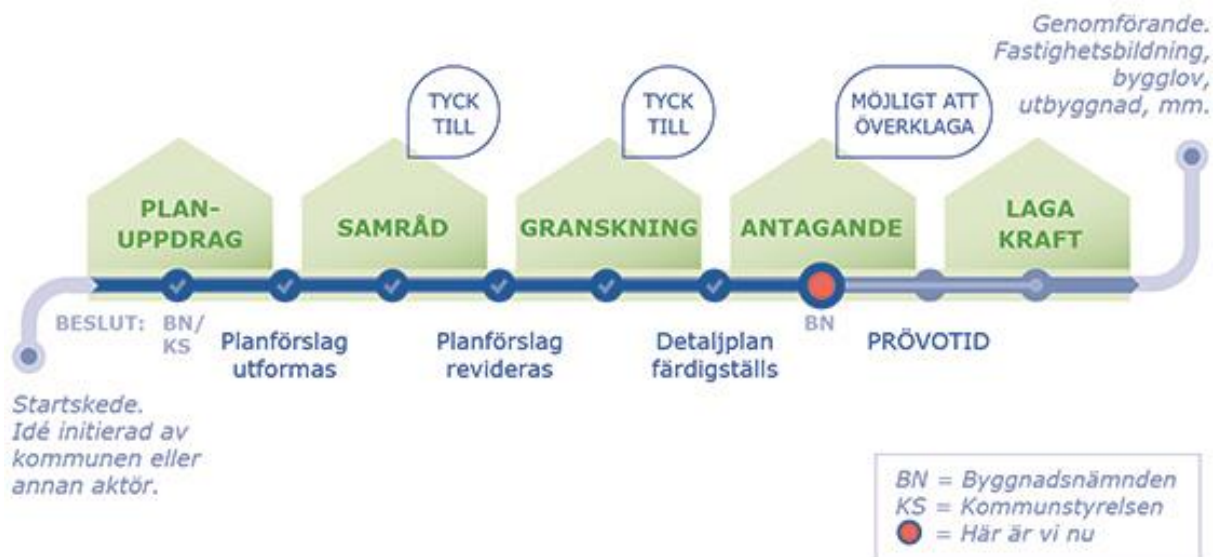 Genomförande.
Fastighetsbildning,
bygglov,
utbyggnad, mm.
TYCK
TILL
TYCK
TILL
MÖJLIGT ATT
ÖVERKLAGA
PLAN-
UPPDRAG
SAMRÅD
GRANSKNING
ANTAGANDE
LAGA
KRAFT
BESLUT:
BN/
KS
Planförslag
utformas
Planförslag
revideras
Detaljplan
färdigställs
BN
PRÖVOTID
Startskede.
Idé initierad av
kommunen eller
annan aktör.
BN = Byggnadsnämnden
KS = Kommunstyrelsen
= Här är vi nu